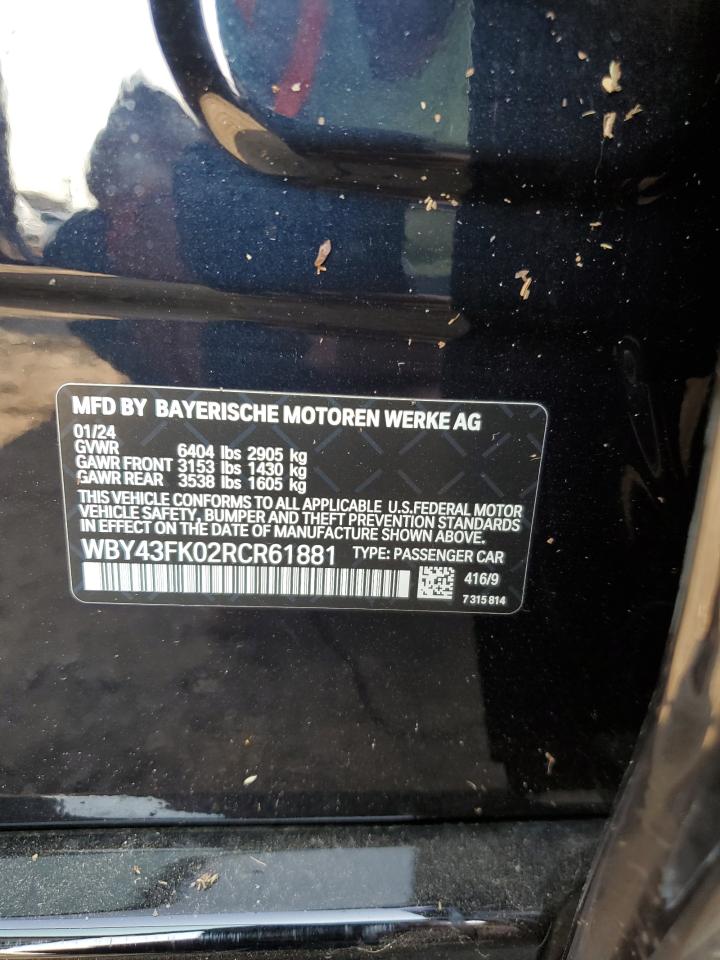 MFD BY BAYERISCHE MOTOREN WERKE AG
01/24
GVWR 6404 lbs 2905 kg
GAWR FRONT 3153 lbs 1430 kg
GAWR REAR 3538 lbs 1605 kg
THIS VEHICLE CONFORMS TO ALL APPLICABLE U.S.FEDERAL MOTOR
VEHICLE SAFETY, BUMPER AND THEFT PREVENTION STANDARDS
IN EFFECT ON THE DATE OF MANUFACTURE SHOWN ABOVE.
WBY43FK02RCR61881 TYPE: PASSENGER CAR
416/9
7 315 814